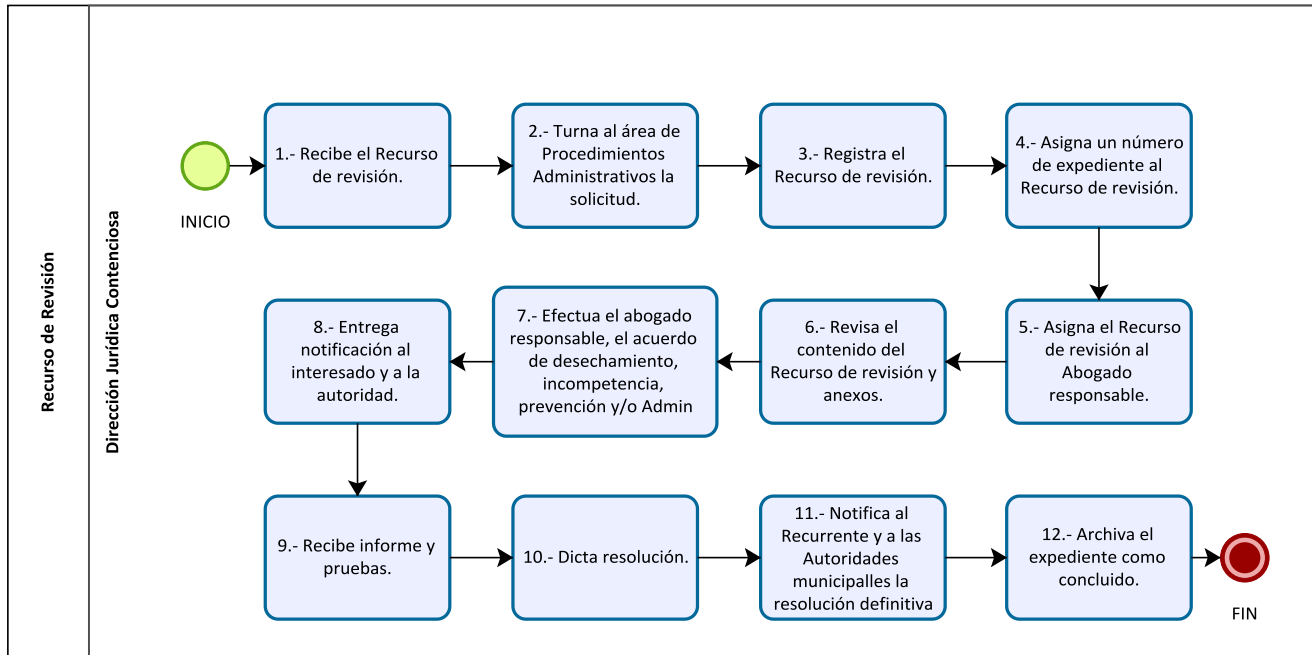 Recurso de Revisión
Dirección Jurídica Contenciosa
INICIO
1.- Recibe el Recurso
de revisión.
2.- Turna al área de
Procedimientos
Administrativos la
solicitud.
3.- Registra el
Recurso de revisión.
4.- Asigna un número
de expediente al
Recurso de revisión.
5.- Asigna el Recurso
de revisión al
Abogado
responsable.
6.- Revisa el
contenido del
Recurso de revisión y
anexos.
7.- Efectua el abogado
responsable, el acuerdo
de desechamiento,
incompetencia,
prevención y/o Admin
8.- Entrega
notificación al
interesado y a la
autoridad.
9.- Recibe informe y
pruebas.
10.- Dicta resolución.
11.- Notifica al
Recurrente y a las
Autoridades
municipalles la
resolución definitiva
12.- Archiva el
expediente como
concluido.
FIN